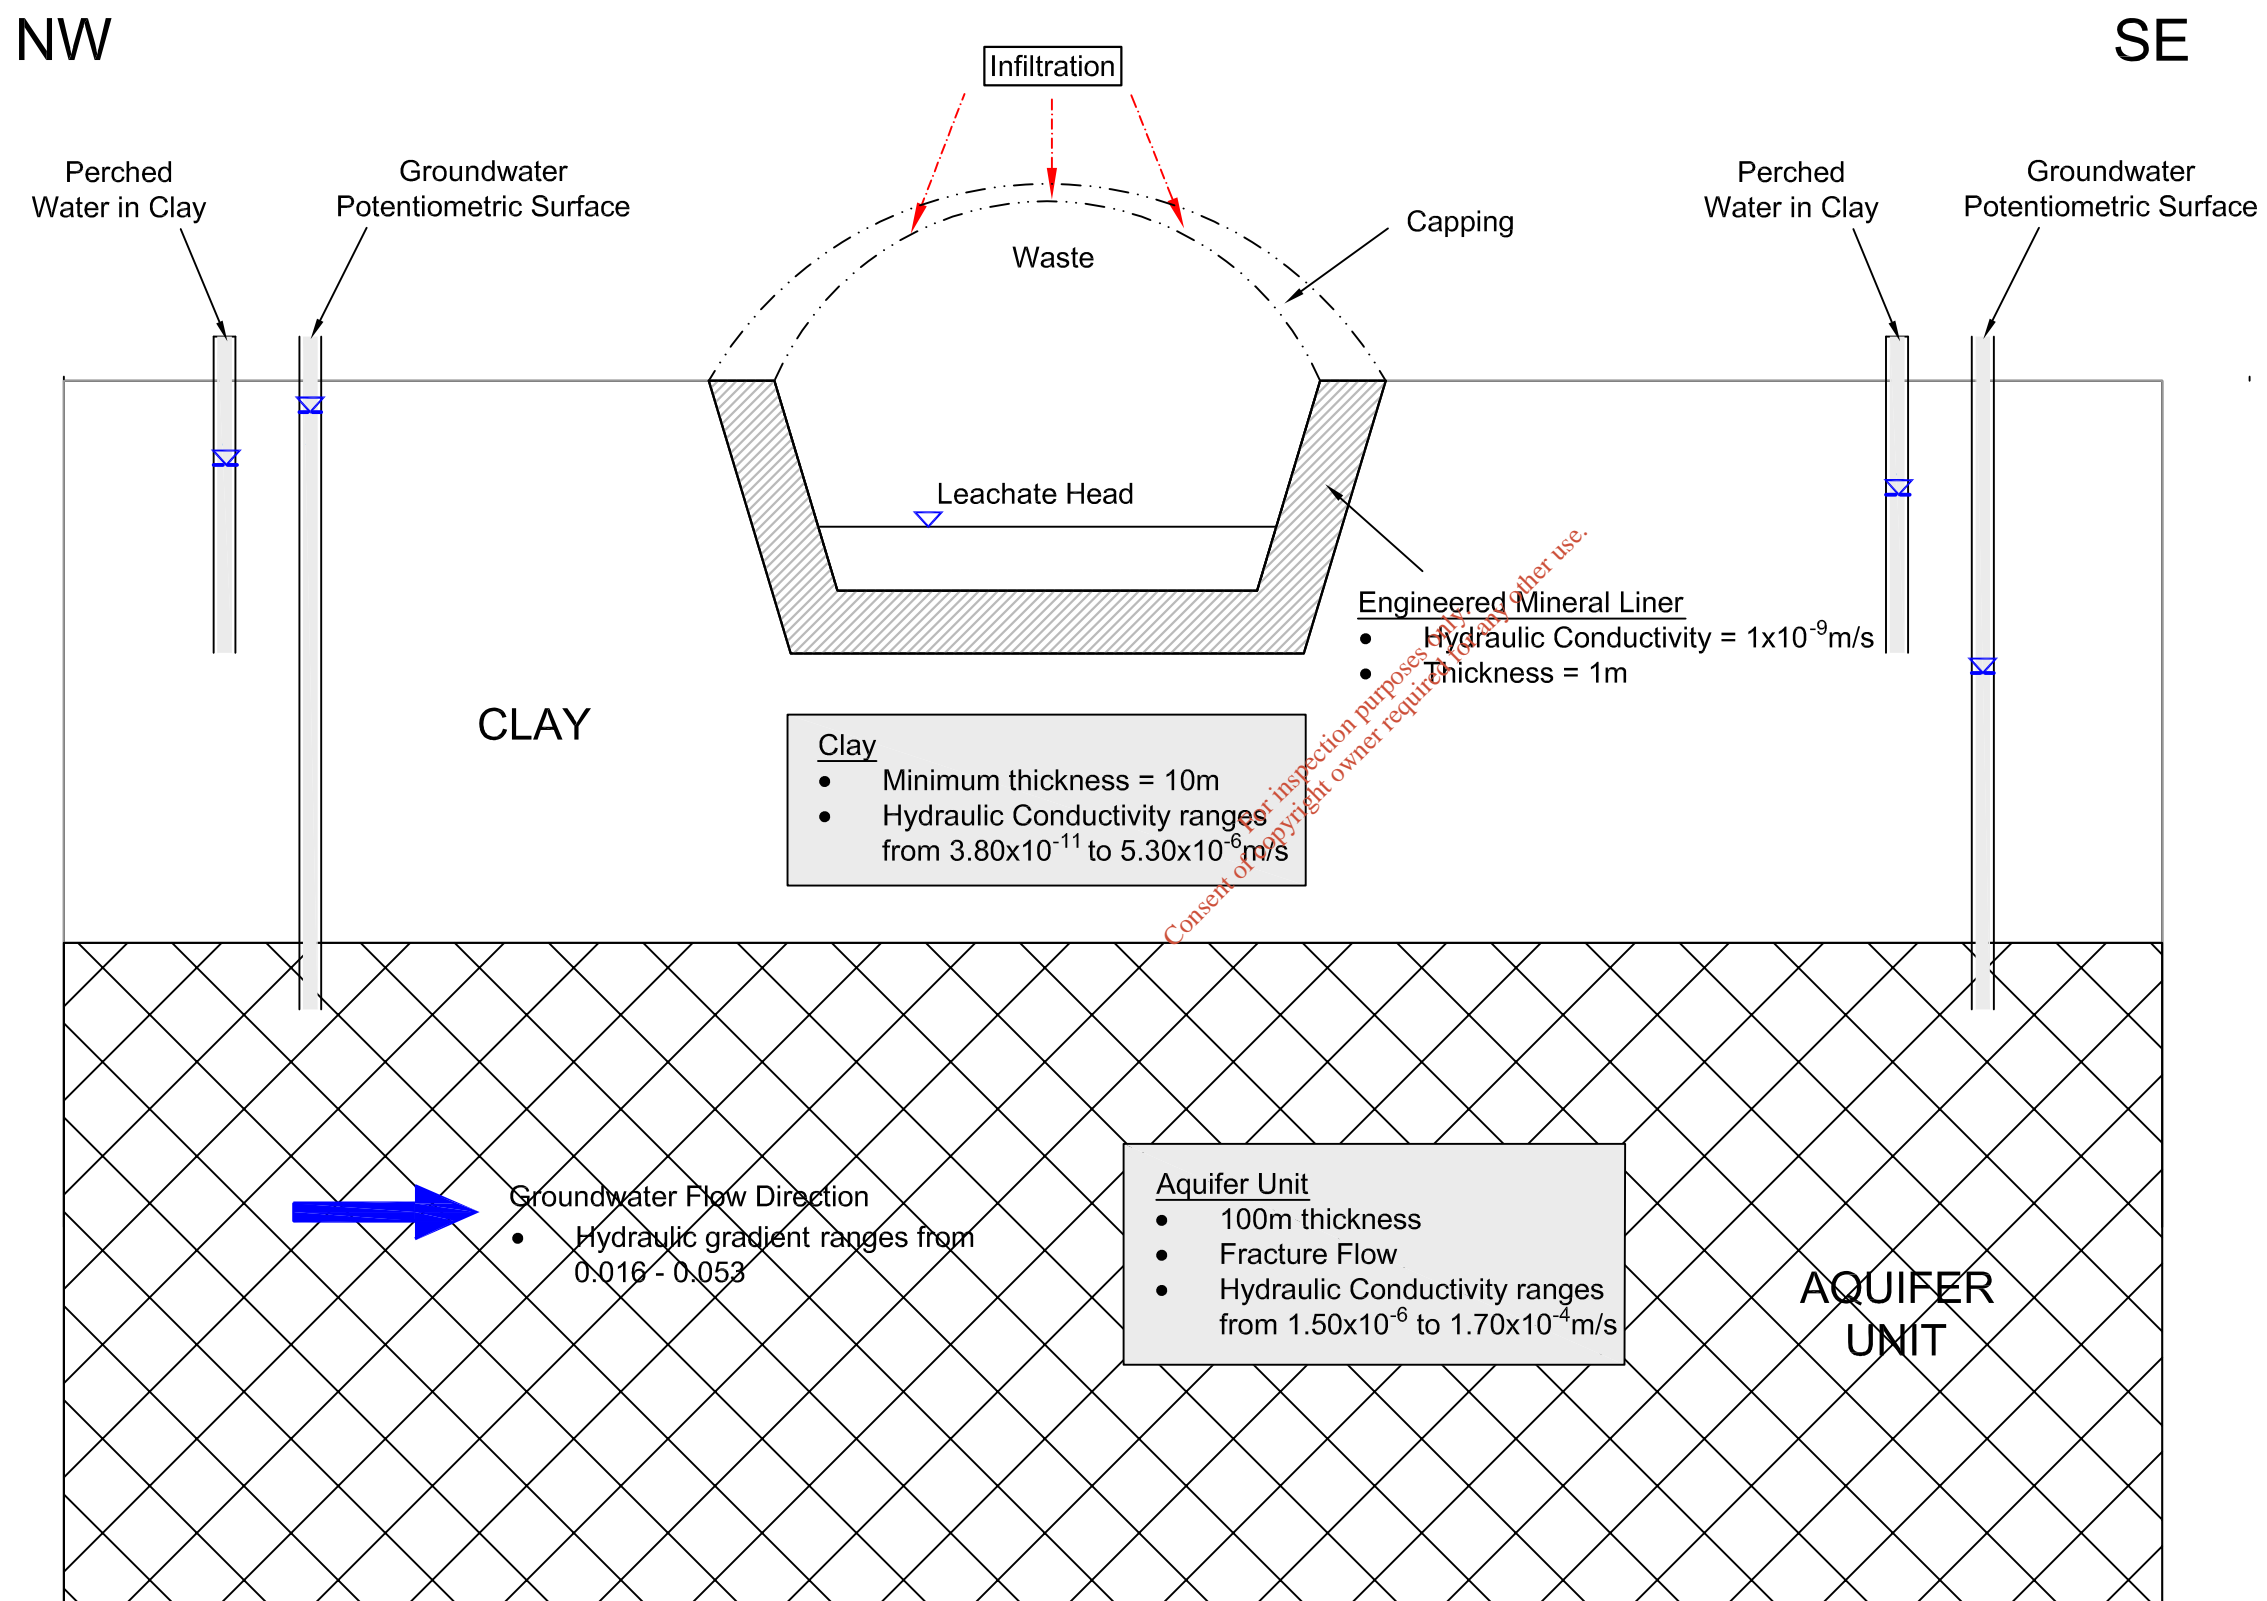 NW
SE
Infiltration
Perched
Water in Clay
Groundwater
Potentiometric Surface
Perched
Water in Clay
Groundwater
Potentiometric Surface
Capping
Waste
Leachate Head
Engineered Mineral Liner
• Hydraulic Conductivity = 1x10⁻⁹m/s
• Thickness = 1m
CLAY
Clay
• Minimum thickness = 10m
• Hydraulic Conductivity ranges
from 3.80x10⁻¹¹ to 5.30x10⁻⁶m/s
For inspection purposes only.
Consent of copyright owner required for any other use.
Groundwater Flow Direction
• Hydraulic gradient ranges from
0.016 - 0.053
Aquifer Unit
• 100m thickness
• Fracture Flow
• Hydraulic Conductivity ranges
from 1.50x10⁻⁶ to 1.70x10⁻⁴m/s
AQUIFER
UNIT